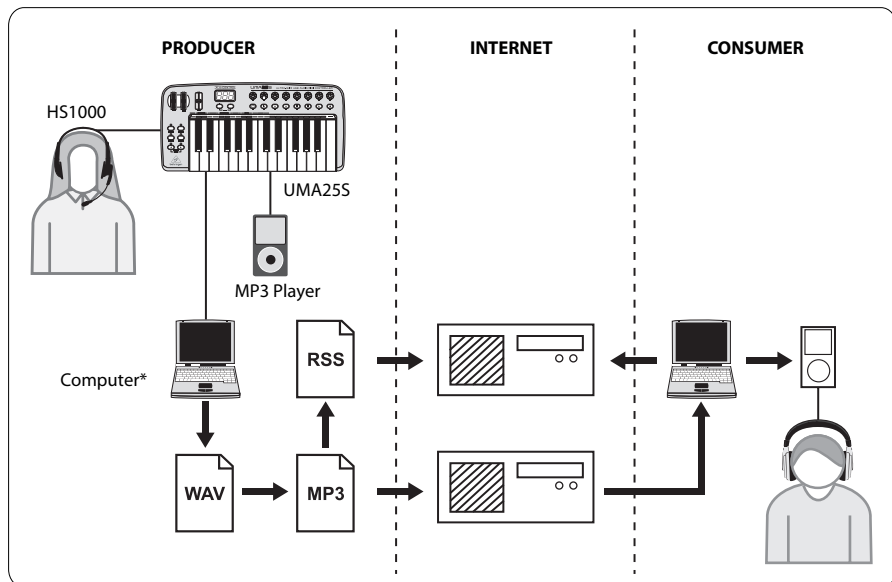 PRODUCER
INTERNET
CONSUMER
HS1000
UMA25S
MP3 Player
Computer*
RSS
WAV
MP3